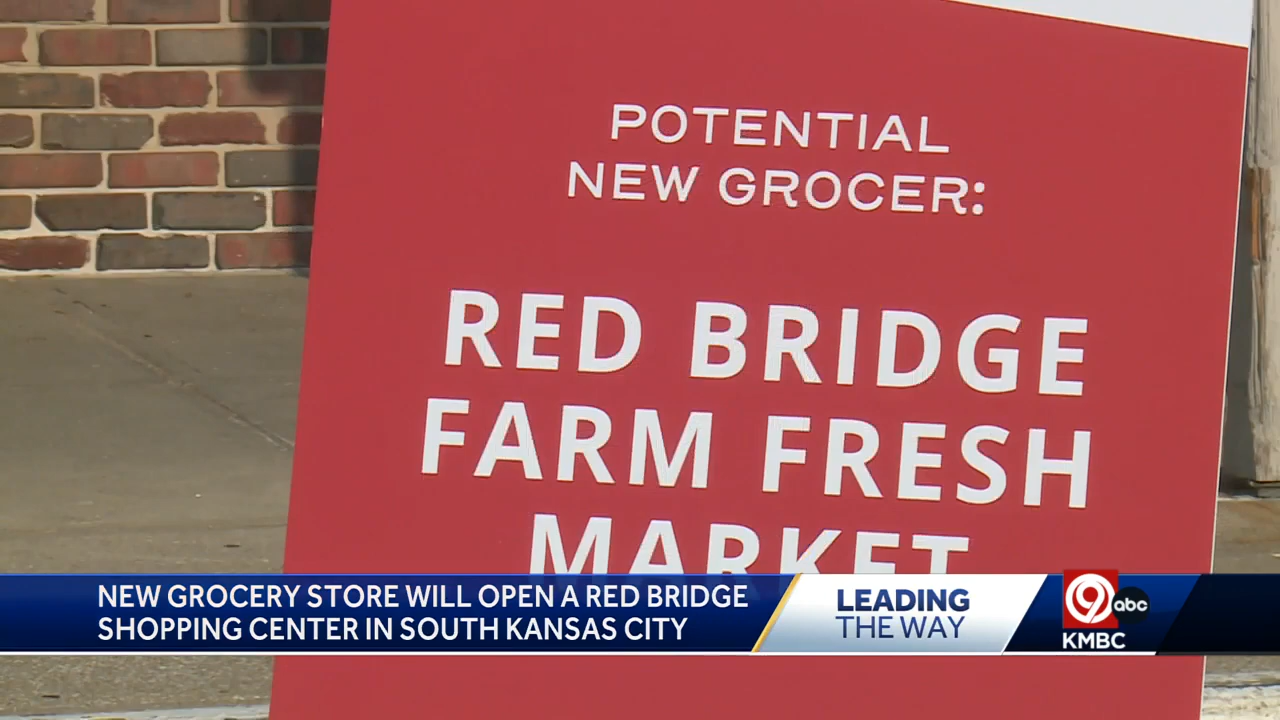 POTENTIAL
NEW GROCER:
RED BRIDGE
FARM FRESH
MARKET
NEW GROCERY STORE WILL OPEN A RED BRIDGE
SHOPPING CENTER IN SOUTH KANSAS CITY
LEADING
THE WAY
9 abc
KMBC